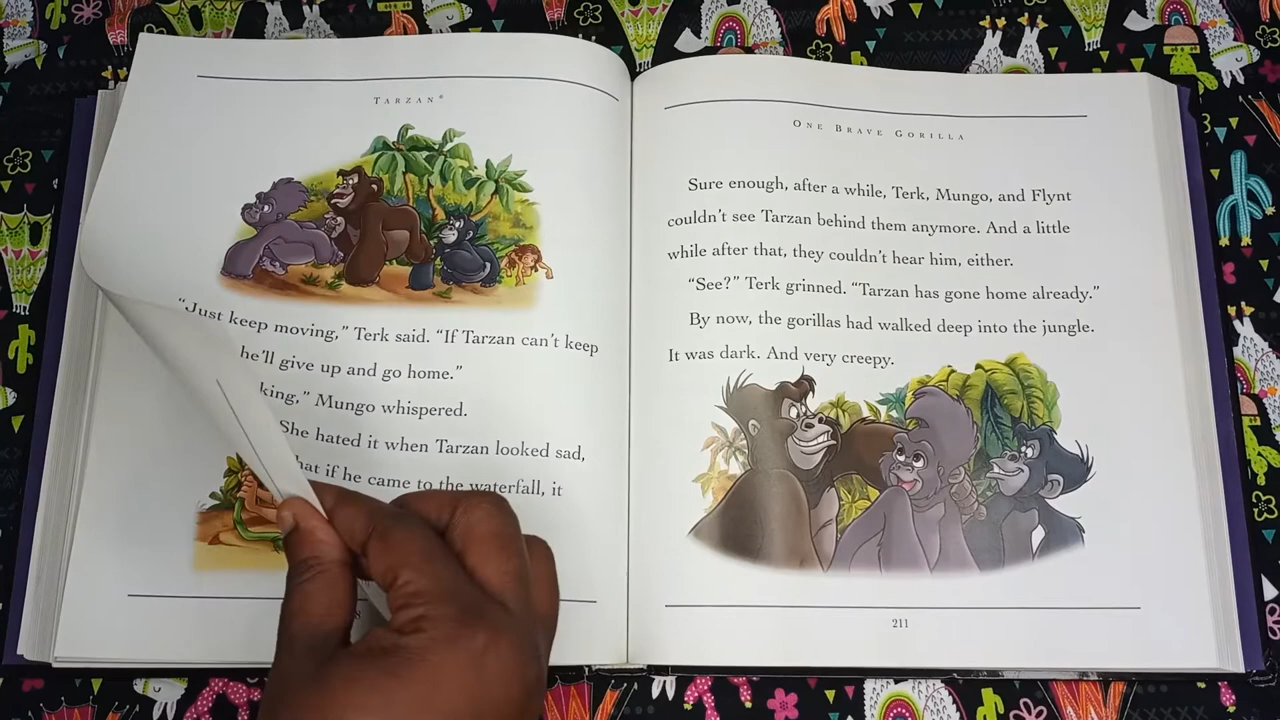 TARZAN®
"Just keep moving," Terk said. "If Tarzan can't keep
he'll give up and go home."
king," Mungo whispered.
She hated it when Tarzan looked sad,
hat if he came to the waterfall, it
ONE BRAVE GORILLA
Sure enough, after a while, Terk, Mungo, and Flynt
couldn't see Tarzan behind them anymore. And a little
while after that, they couldn't hear him, either.
"See?" Terk grinned. "Tarzan has gone home already."
By now, the gorillas had walked deep into the jungle.
It was dark. And very creepy.
211